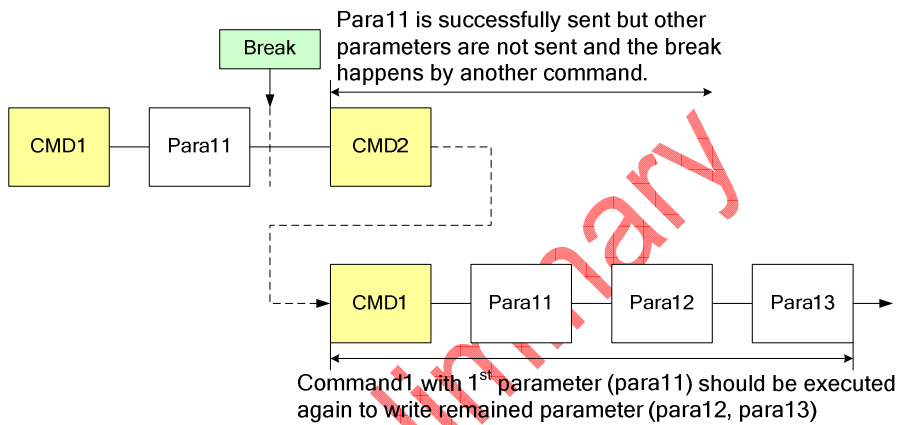 Para11 is successfully sent but other
parameters are not sent and the break
happens by another command.
Break
CMD1
Para11
CMD2
CMD1
Para11
Para12
Para13
Command1 with 1st parameter (para11) should be executed
again to write remained parameter (para12, para13)
liminary